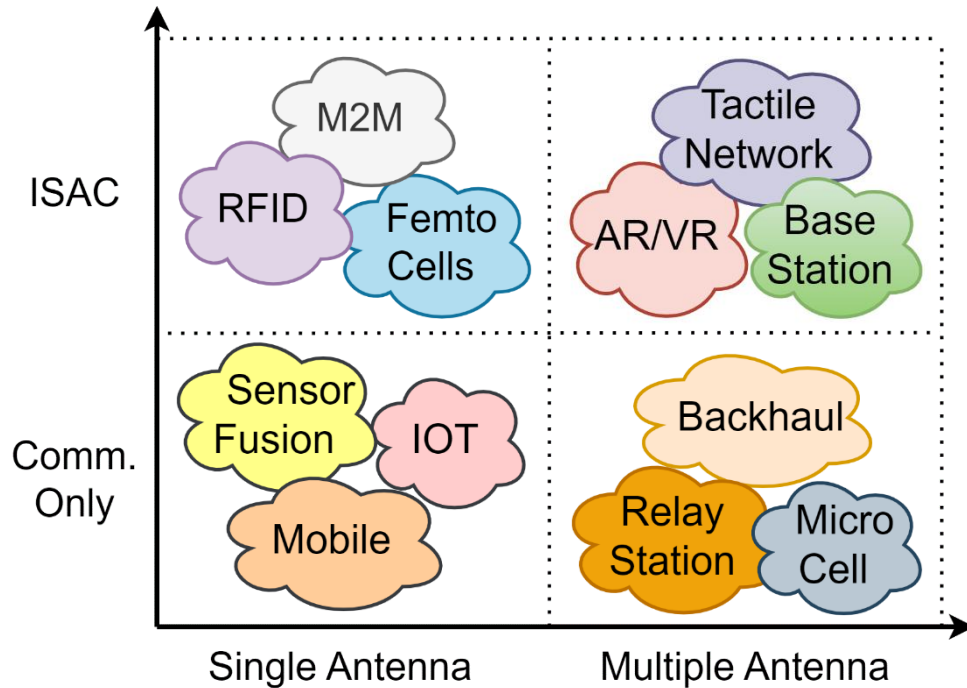 ISAC
M2M
RFID
Femto
Cells
Tactile
Network
AR/VR
Base
Station
Comm.
Only
Sensor
Fusion
IOT
Mobile
Backhaul
Relay
Station
Micro
Cell
Single Antenna
Multiple Antenna